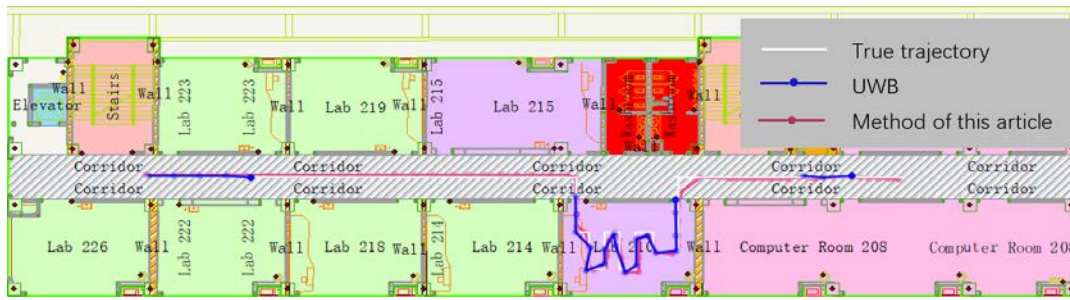 True trajectory
UWB
Method of this article
Elevator
Wall
Stairs
Wall
Lab 223
Lab 223
Wall
Lab 219
Wall
Lab 215
Lab 215
Wall
Wall
Corridor
Corridor
Corridor
Corridor
Corridor
Corridor
Corridor
Corridor
Corridor
Corridor
Lab 226
Wall
Lab 222
Lab 222
Wall
Lab 218
Wall
Lab 214
Lab 214
Wall
Lab 210
Wall
Computer Room 208
Computer Room 208